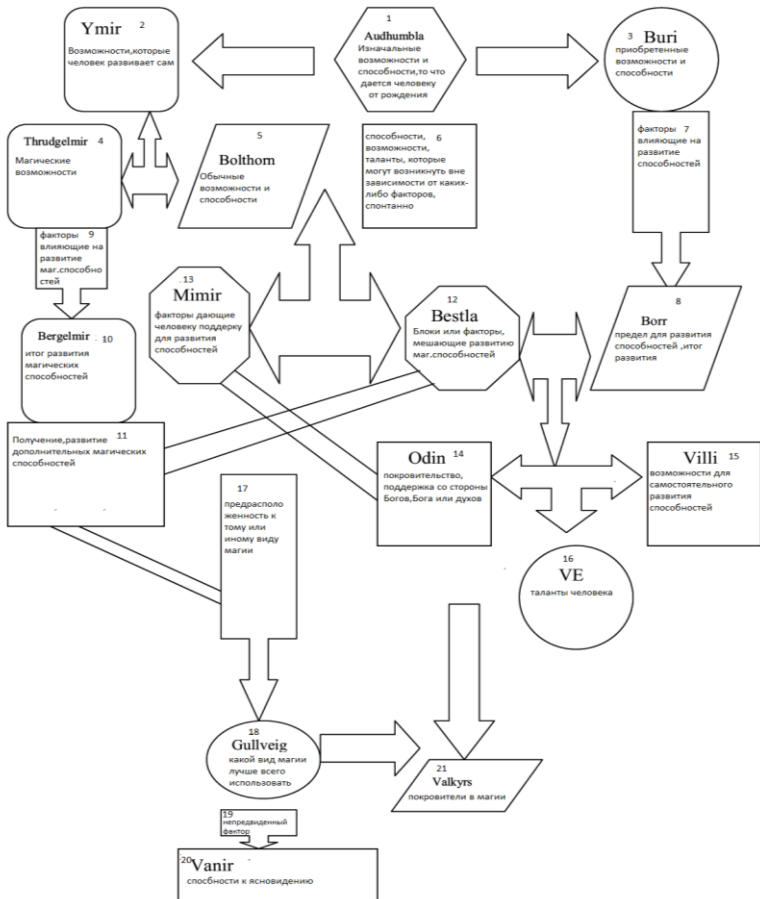 1
Audhumbla
Изначальные
возможности и
способности,то что
дается человеку
от рождения
Ymir 2
Возможности,которые
человек развивает сам
3 Buri
приобретенные
возможности и
способности
Thrudgelmir 4
Магические
возможности
5
Bolthorn
Обычные
возможности и
способности
способности, 6
возможности,
таланты, которые
могут возникнуть вне
зависимости от каких-
либо факторов,
спонтанно
факторы 7
влияющие на
развитие
способностей
8
Borr
предел для развития
способностей ,итог
развития
факторы 9
влияющие на
развитие
маг.способно
стей
Bergelmir . 10
итог развития
магических
способностей
11
Получение,развитие
дополнительных магических
способностей
12
Bestla
Блоки или факторы,
мешающие развитию
маг.способностей
13
Mimir
факторы дающие
человеку поддержку
для развития
способностей
Odin 14
покровительство,
поддержка со стороны
Богов,Бога или духов
Villi 15
возможности для
самостоятельного
развития
способностей
16
VE
таланты человека
17
предрасполо
женность к
тому или
иному виду
магии
18
Gullveig
какой вид магии
лучше всего
использовать
19
непредвиденный
фактор
20 Vanir
спосбности к ясновидению
21
Valkyrs
покровители в магии